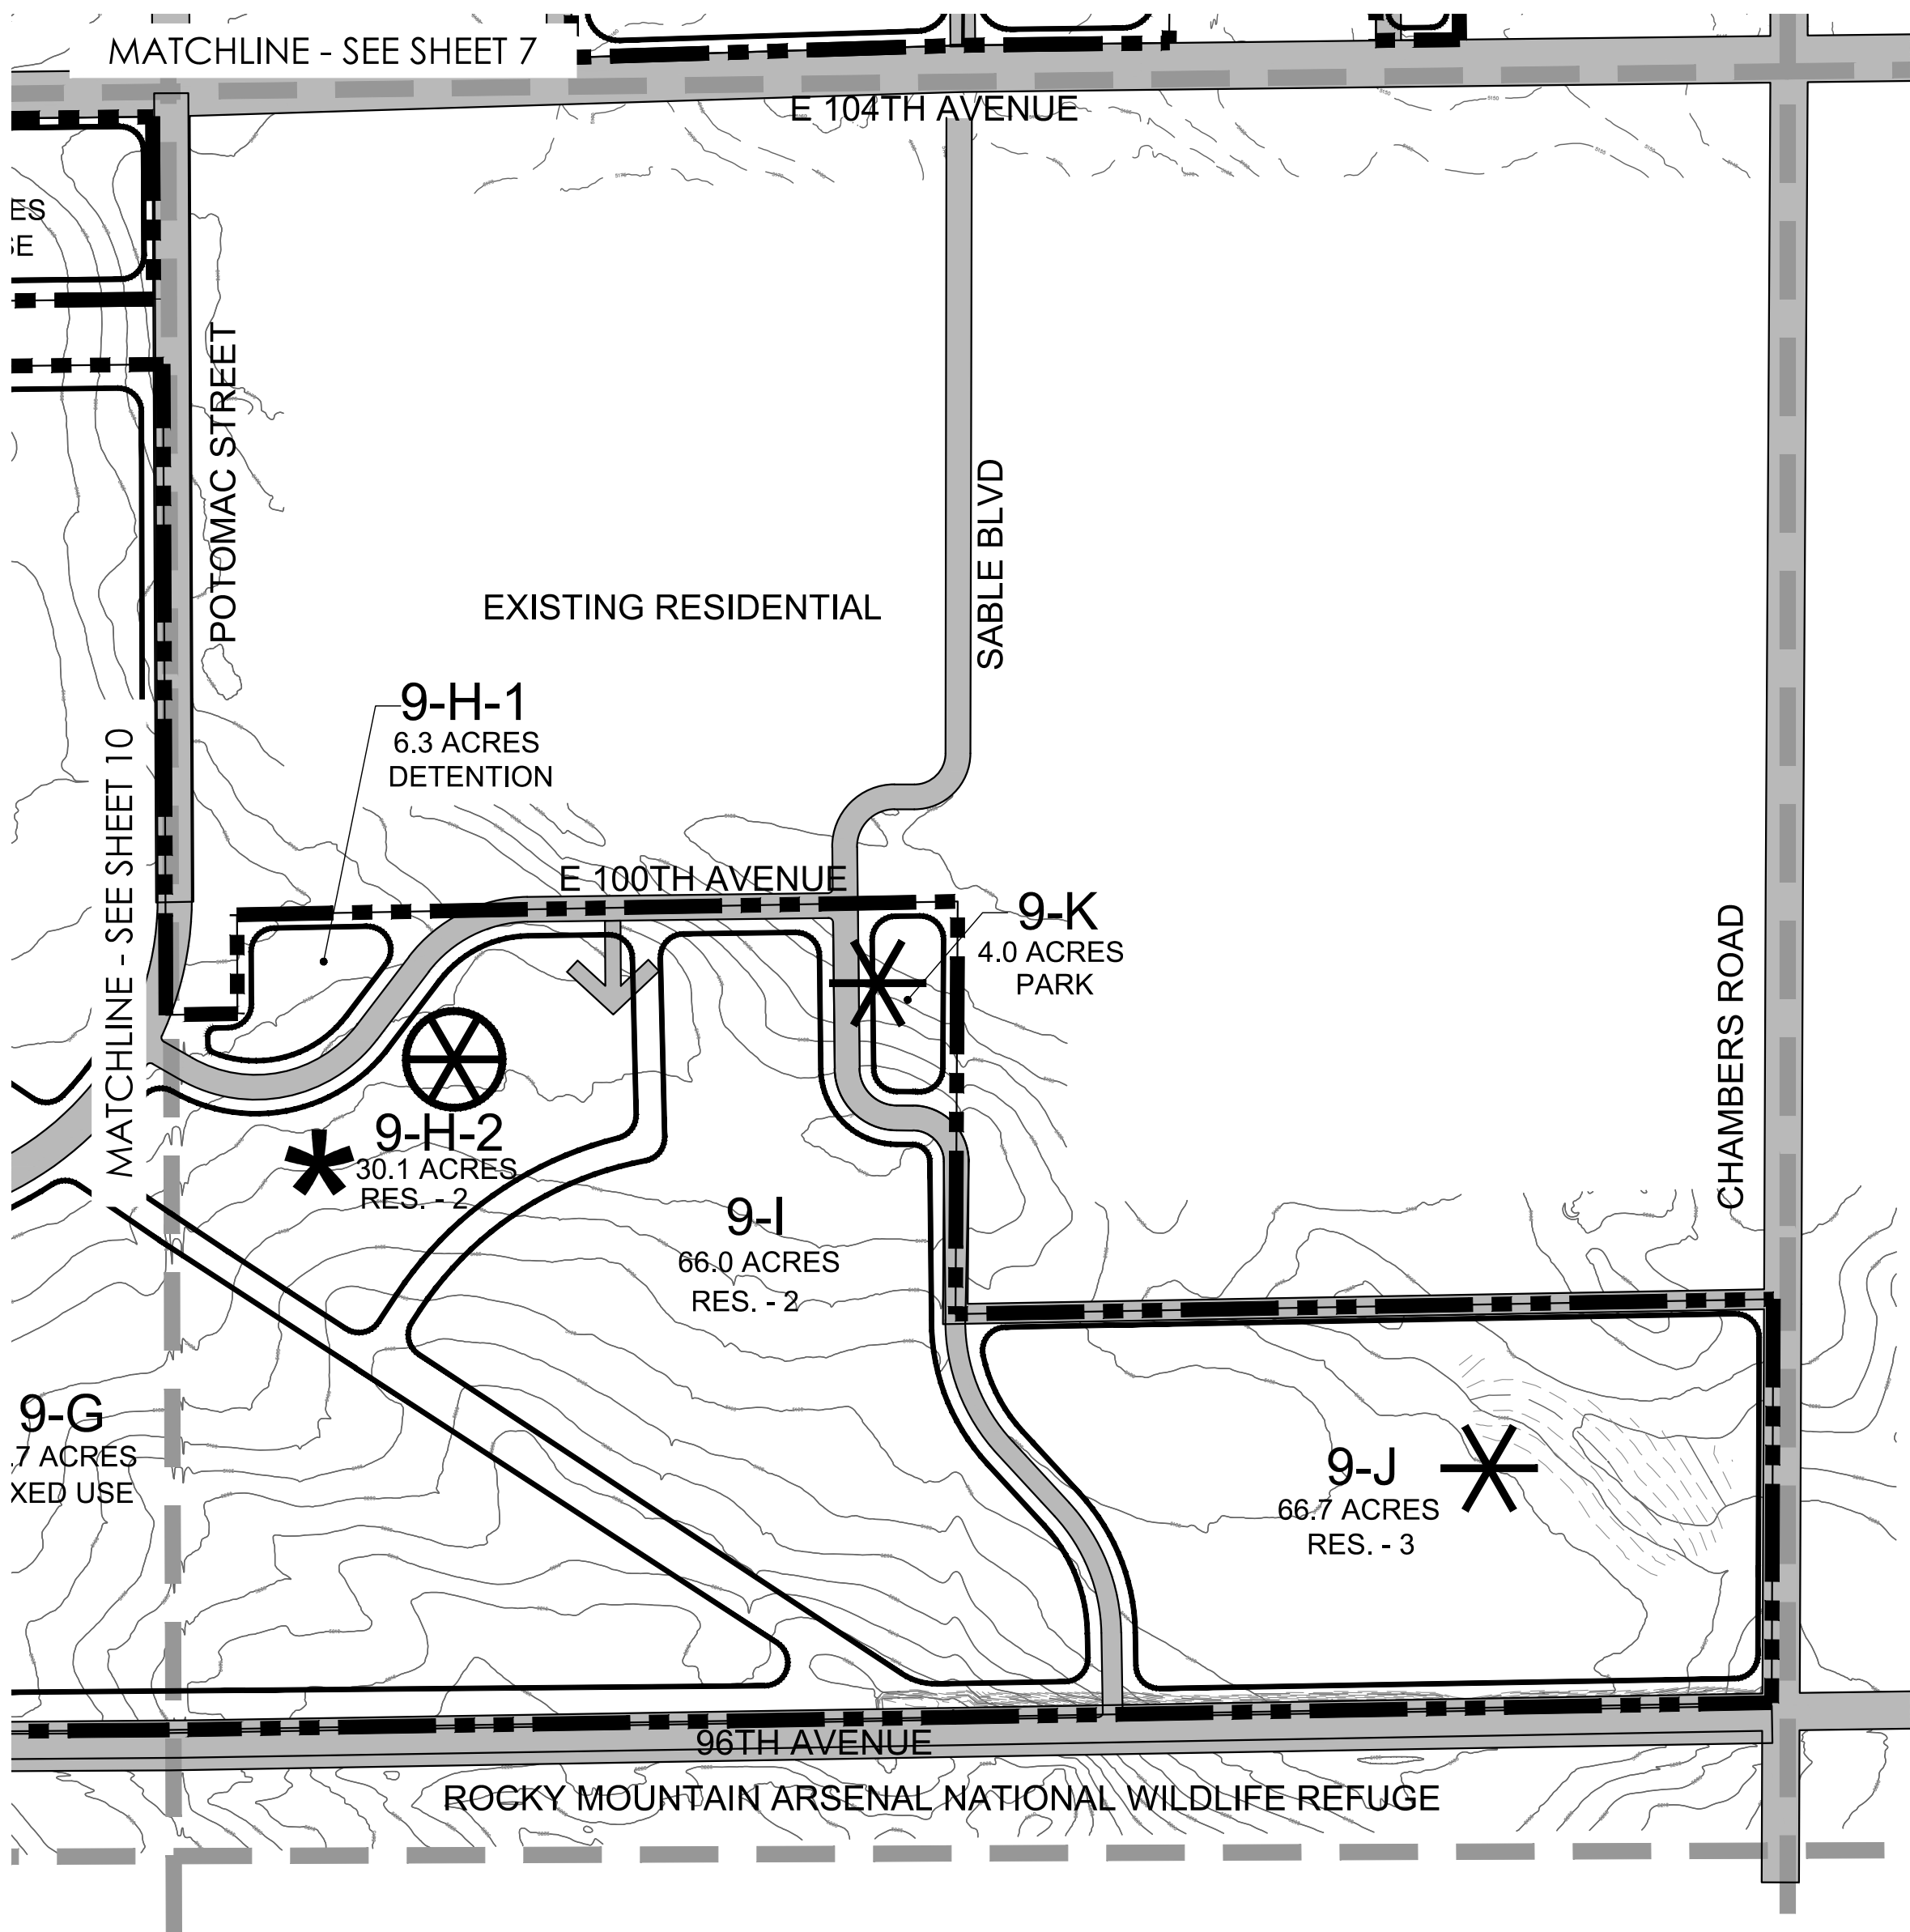 MATCHLINE - SEE SHEET 7
E 104TH AVENUE
ES
POTOMAC STREET
SABLE BLVD
EXISTING RESIDENTIAL
9-H-1
6.3 ACRES
DETENTION
MATCHLINE - SEE SHEET 10
E 100TH AVENUE
9-K
4.0 ACRES
PARK
CHAMBERS ROAD
9-H-2
30.1 ACRES
RES. - 2
9-I
66.0 ACRES
RES. - 2
9-G
.7 ACRES
XED USE
9-J
66.7 ACRES
RES. - 3
96TH AVENUE
ROCKY MOUNTAIN ARSENAL NATIONAL WILDLIFE REFUGE